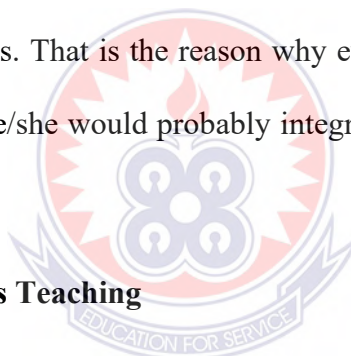 s. That is the reason why e
e/she would probably integr
s Teaching
EDUCATION FOR SERVICE